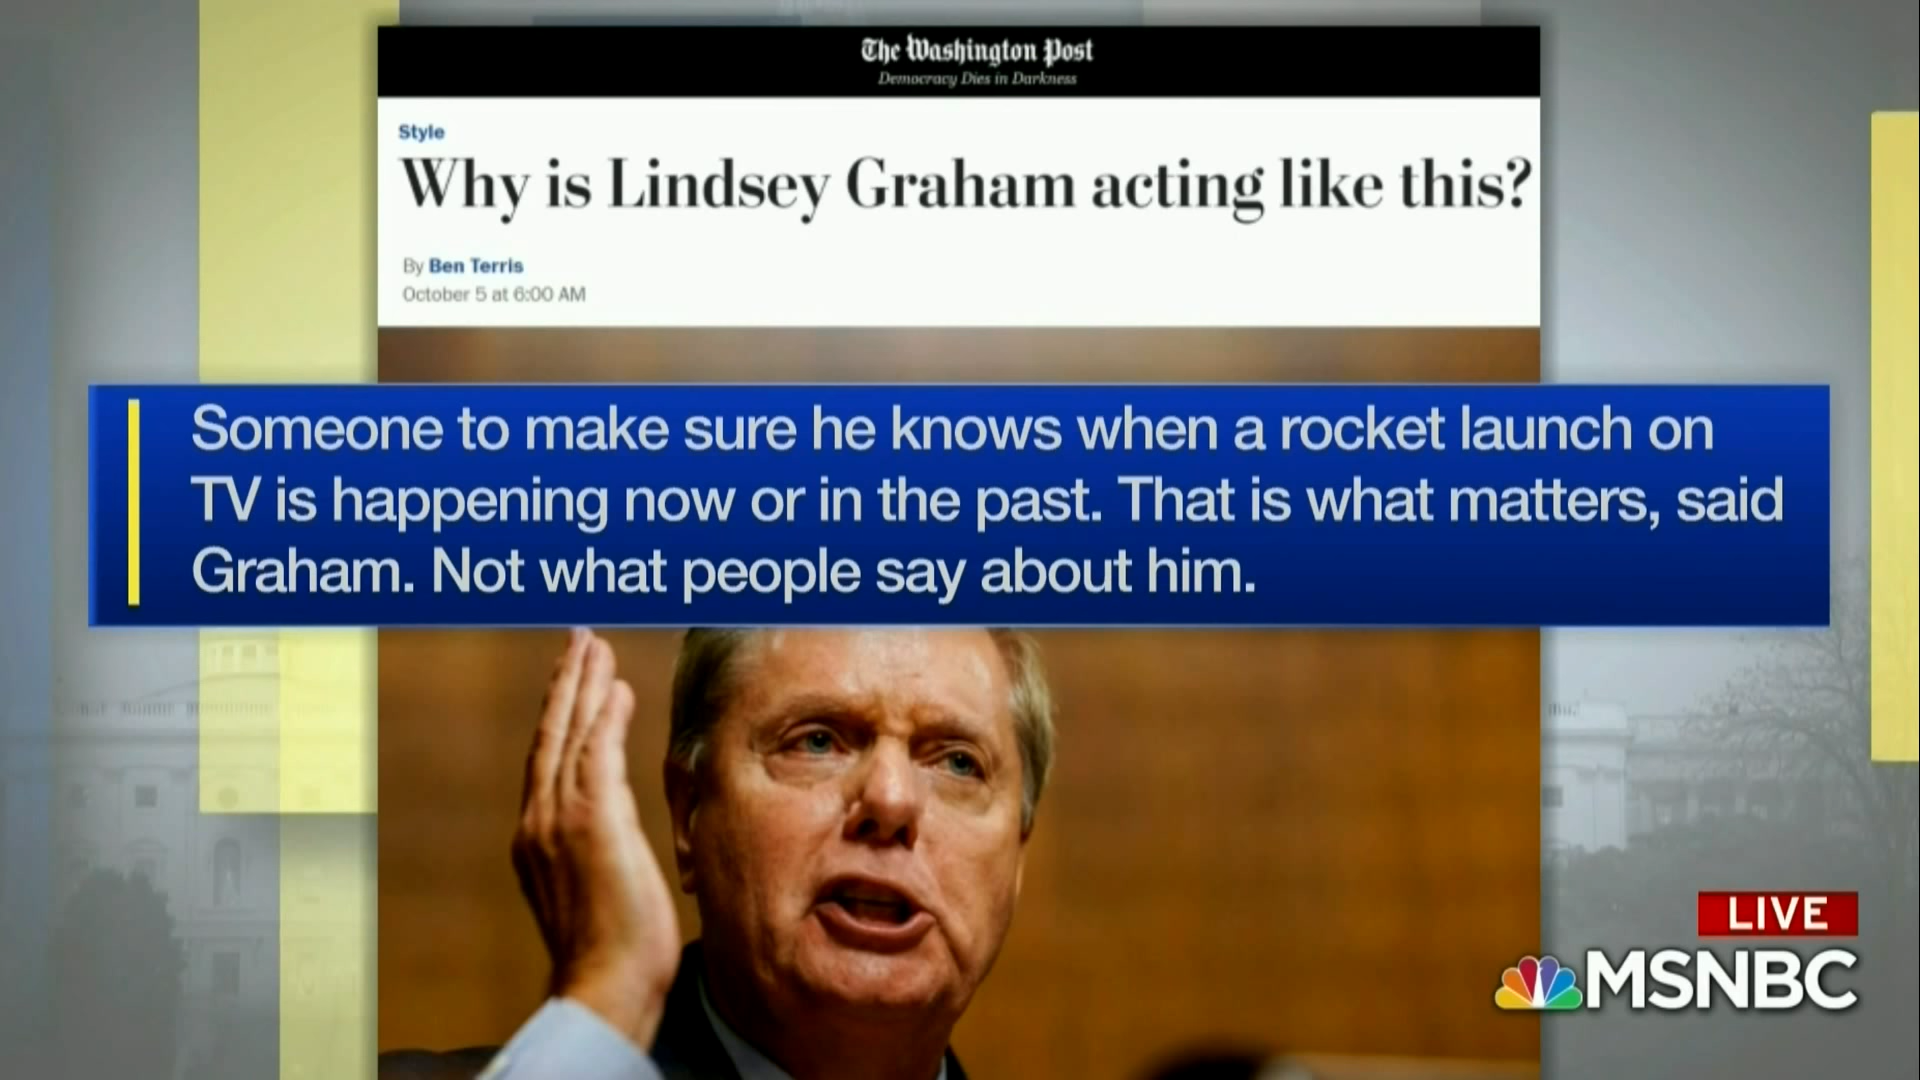 The Washington Post
Democracy Dies in Darkness
Style
Why is Lindsey Graham acting like this?
By Ben Terris
October 5 at 6:00 AM
Someone to make sure he knows when a rocket launch on
TV is happening now or in the past. That is what matters, said
Graham. Not what people say about him.
LIVE
MSNBC